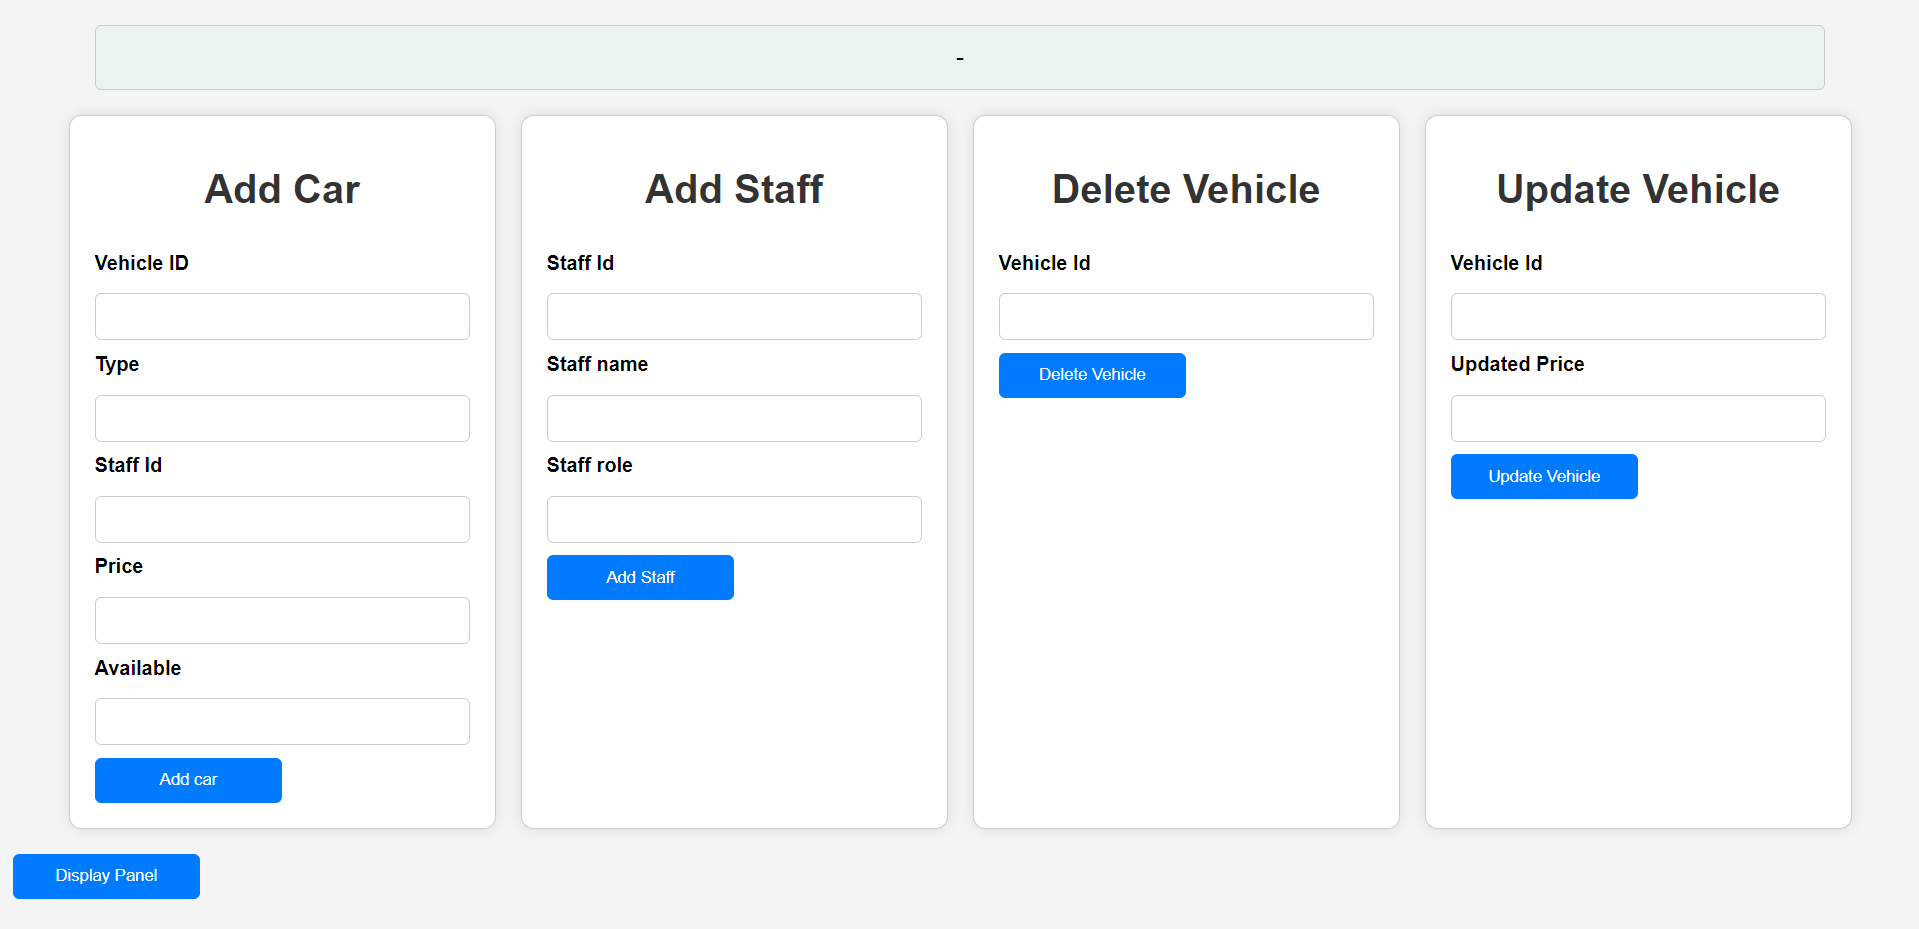 -
Add Car
Vehicle ID
Type
Staff Id
Price
Available
Add car
Add Staff
Staff Id
Staff name
Staff role
Add Staff
Delete Vehicle
Vehicle Id
Delete Vehicle
Update Vehicle
Vehicle Id
Updated Price
Update Vehicle
Display Panel